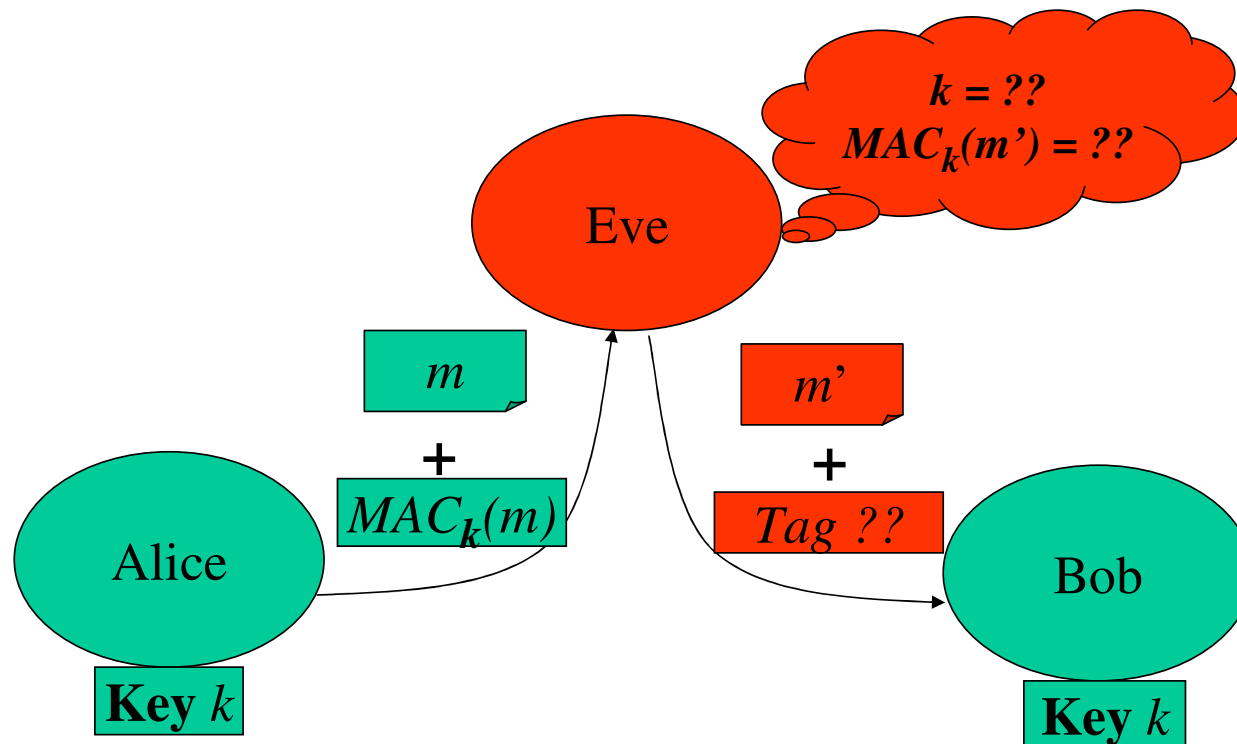 k = ??
MACk(m’) = ??
Eve
m
+
MACk(m)
m’
+
Tag ??
Alice
Bob
Key k
Key k